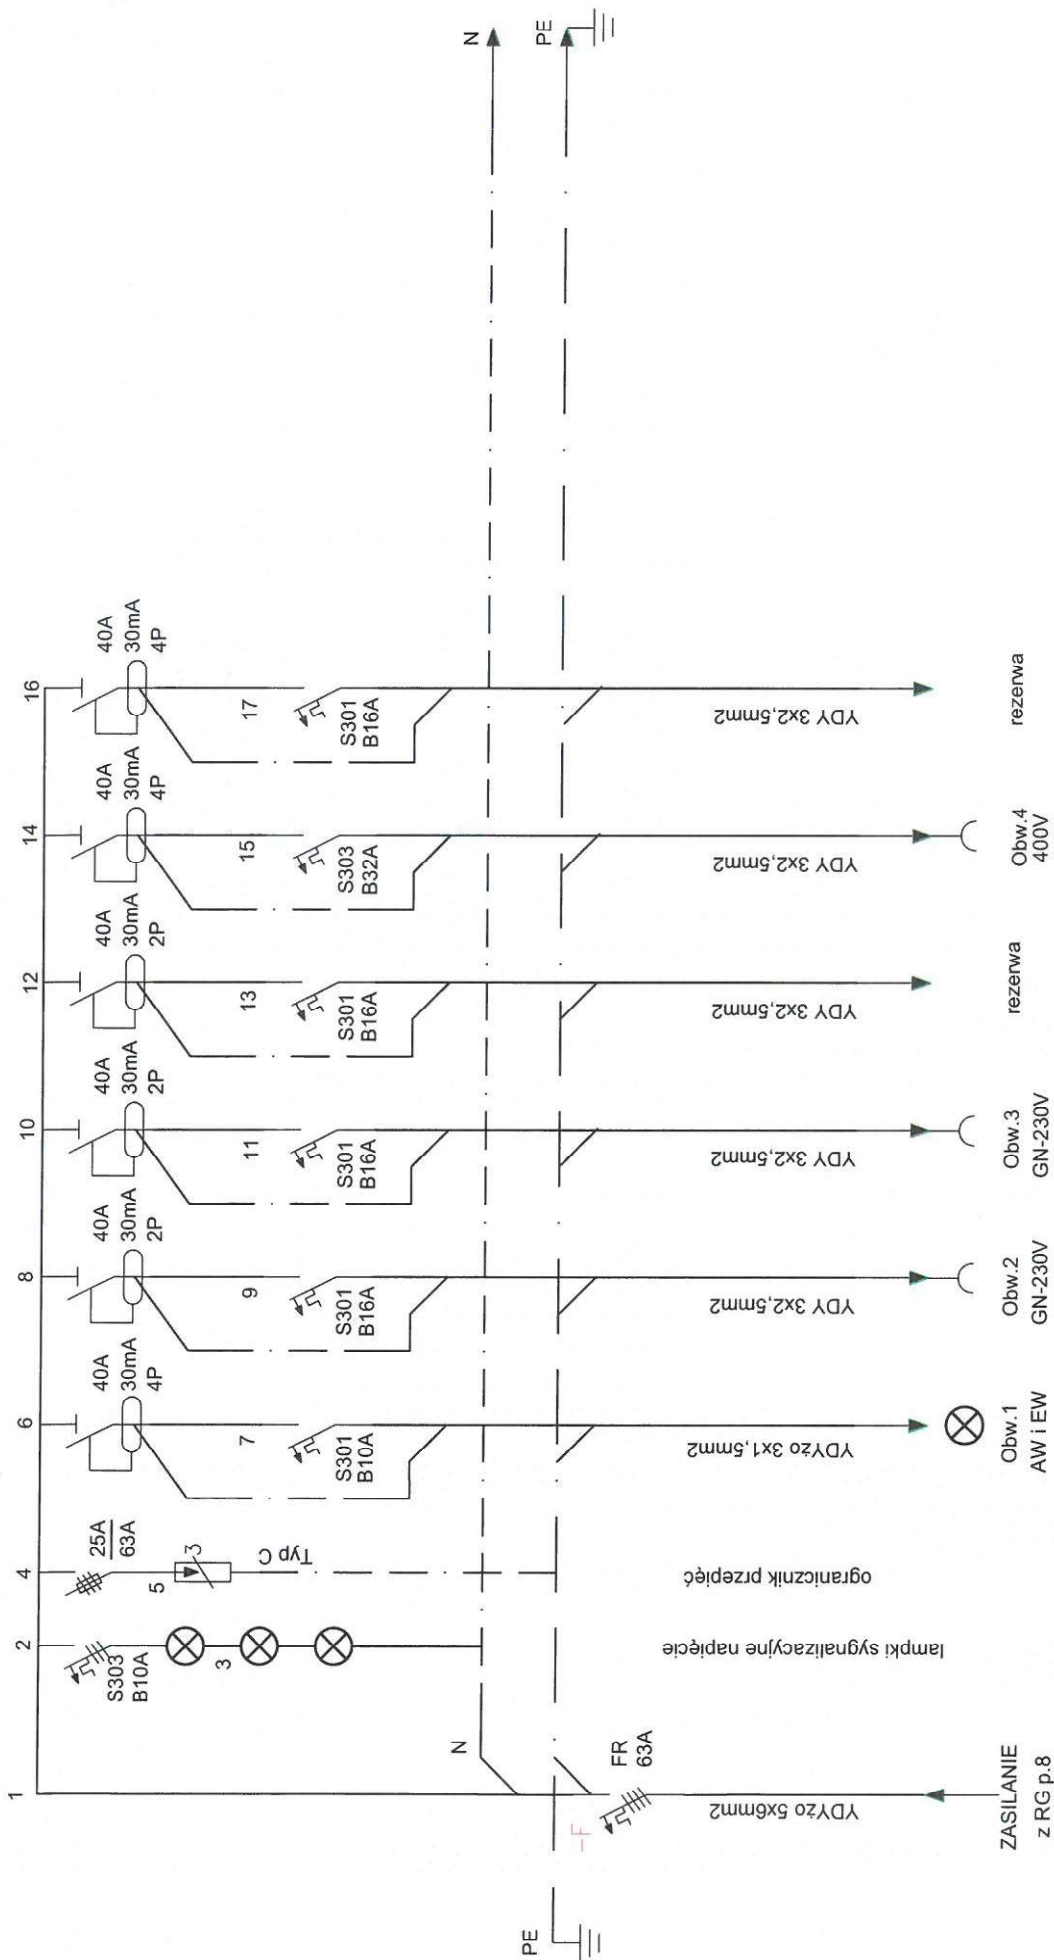 1
2
4
6
8
10
12
14
16
S303
B10A
3
25A
63A
5
3
Typ C
40A
30mA
4P
7
S301
B10A
40A
30mA
2P
9
S301
B16A
40A
30mA
2P
11
S301
B16A
40A
30mA
2P
13
S301
B16A
40A
30mA
4P
15
S303
B32A
40A
30mA
4P
17
S301
B16A
N
PE
N
PE
-F
FR
63A
YDYżo 5x6mm2
lampki sygnalizacyjne napięcie
ogranicznik przepięć
YDYżo 3x1,5mm2
YDY 3x2,5mm2
YDY 3x2,5mm2
YDY 3x2,5mm2
YDY 3x2,5mm2
YDY 3x2,5mm2
ZASILANIE
z RG p.8
Obw.1
AW i EW
Obw.2
GN-230V
Obw.3
GN-230V
rezerwa
Obw.4
400V
rezerwa